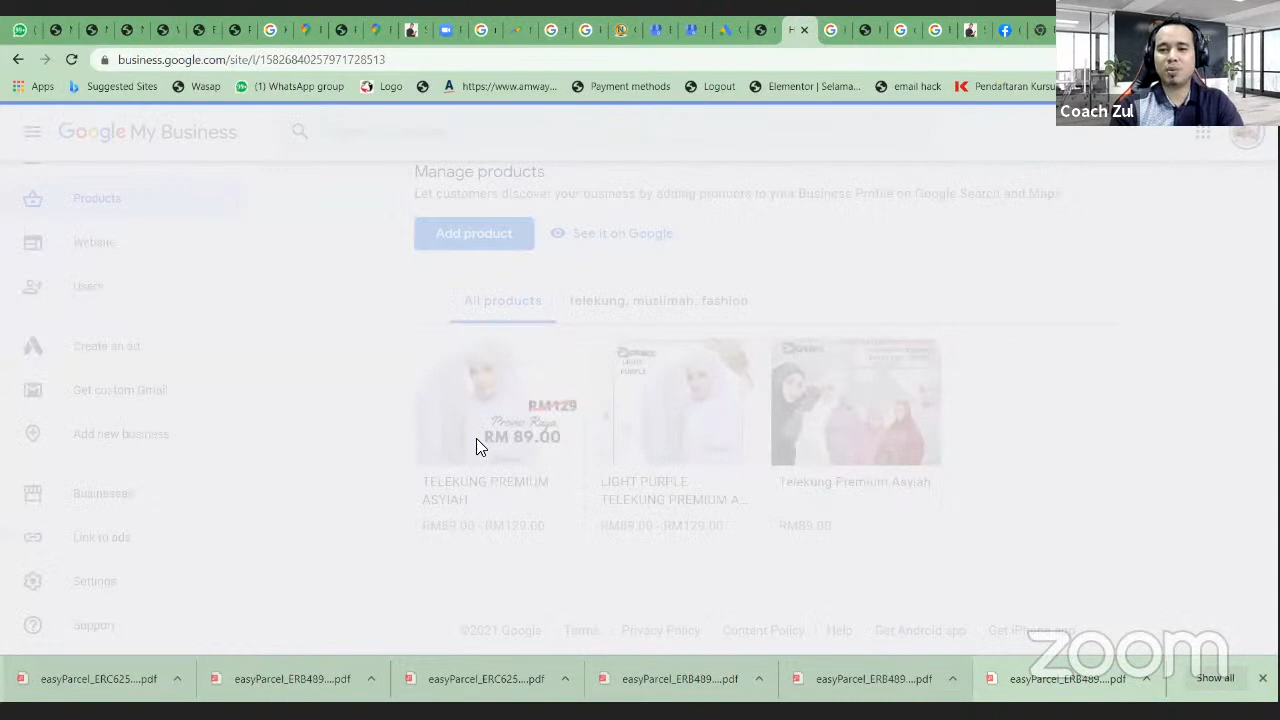 business.google.com/site/l/15826840257971728513
Apps
Suggested Sites
Wasap
(1) WhatsApp group
Logo
https://www.amway...
Payment methods
Logout
Elementor | Selama...
email hack
Pendaftaran Kursu
Coach Zul
Google My Business
Manage products
Let customers discover your business by adding products to your Business Profile on Google Search and Maps
Products
Add product
See it on Google
Website
Users
All products
telekung, muslimah, fashion
Create an ad
Get custom Gmail
Add new business
Businesses
Link to ads
Settings
Support
RM129
Promo Raya
RM 89.00
TELEKUNG PREMIUM
ASYIAH
RM89.00 - RM129.00
LIGHT
PURPLE
LIGHT PURPLE
TELEKUNG PREMIUM A...
RM89.00 - RM129.00
Telekung Premium Asyiah
RM89.00
©2021 Google
Terms
Privacy Policy
Content Policy
Help
Get Android app
Get iPhone app
zoom
easyParcel_ERC625....pdf
easyParcel_ERB489....pdf
easyParcel_ERC625....pdf
easyParcel_ERB489....pdf
easyParcel_ERB489....pdf
easyParcel_ERB489....pdf
Show all